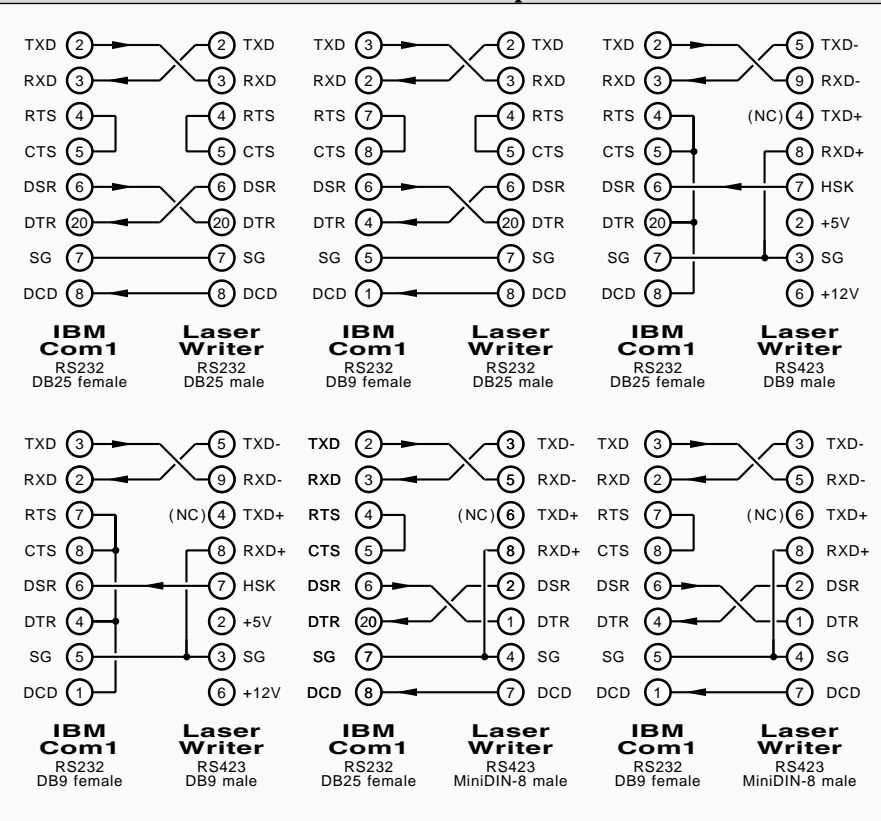 TXD 2 2 TXD
RXD 3 3 RXD
RTS 4 4 RTS
CTS 5 5 CTS
DSR 6 6 DSR
DTR 20 20 DTR
SG 7 7 SG
DCD 8 8 DCD
IBM Com1 RS232 DB25 female
Laser Writer RS232 DB25 male
TXD 3 2 TXD
RXD 2 3 RXD
RTS 7 4 RTS
CTS 8 5 CTS
DSR 6 6 DSR
DTR 4 20 DTR
SG 5 7 SG
DCD 1 8 DCD
IBM Com1 RS232 DB9 female
Laser Writer RS232 DB25 male
TXD 2 5 TXD-
RXD 3 9 RXD-
RTS 4 (NC) 4 TXD+
CTS 5 8 RXD+
DSR 6 7 HSK
DTR 20 2 +5V
SG 7 3 SG
DCD 8 6 +12V
IBM Com1 RS232 DB25 female
Laser Writer RS423 DB9 male
TXD 3 5 TXD-
RXD 2 9 RXD-
RTS 7 (NC) 4 TXD+
CTS 8 8 RXD+
DSR 6 7 HSK
DTR 4 2 +5V
SG 5 3 SG
DCD 1 6 +12V
IBM Com1 RS232 DB9 female
Laser Writer RS423 DB9 male
TXD 2 3 TXD-
RXD 3 5 RXD-
RTS 4 (NC) 6 TXD+
CTS 5 8 RXD+
DSR 6 2 DSR
DTR 20 1 DTR
SG 7 4 SG
DCD 8 7 DCD
IBM Com1 RS232 DB25 female
Laser Writer RS423 MiniDIN-8 male
TXD 3 3 TXD-
RXD 2 5 RXD-
RTS 7 (NC) 6 TXD+
CTS 8 8 RXD+
DSR 6 2 DSR
DTR 4 1 DTR
SG 5 4 SG
DCD 1 7 DCD
IBM Com1 RS232 DB9 female
Laser Writer RS423 MiniDIN-8 male